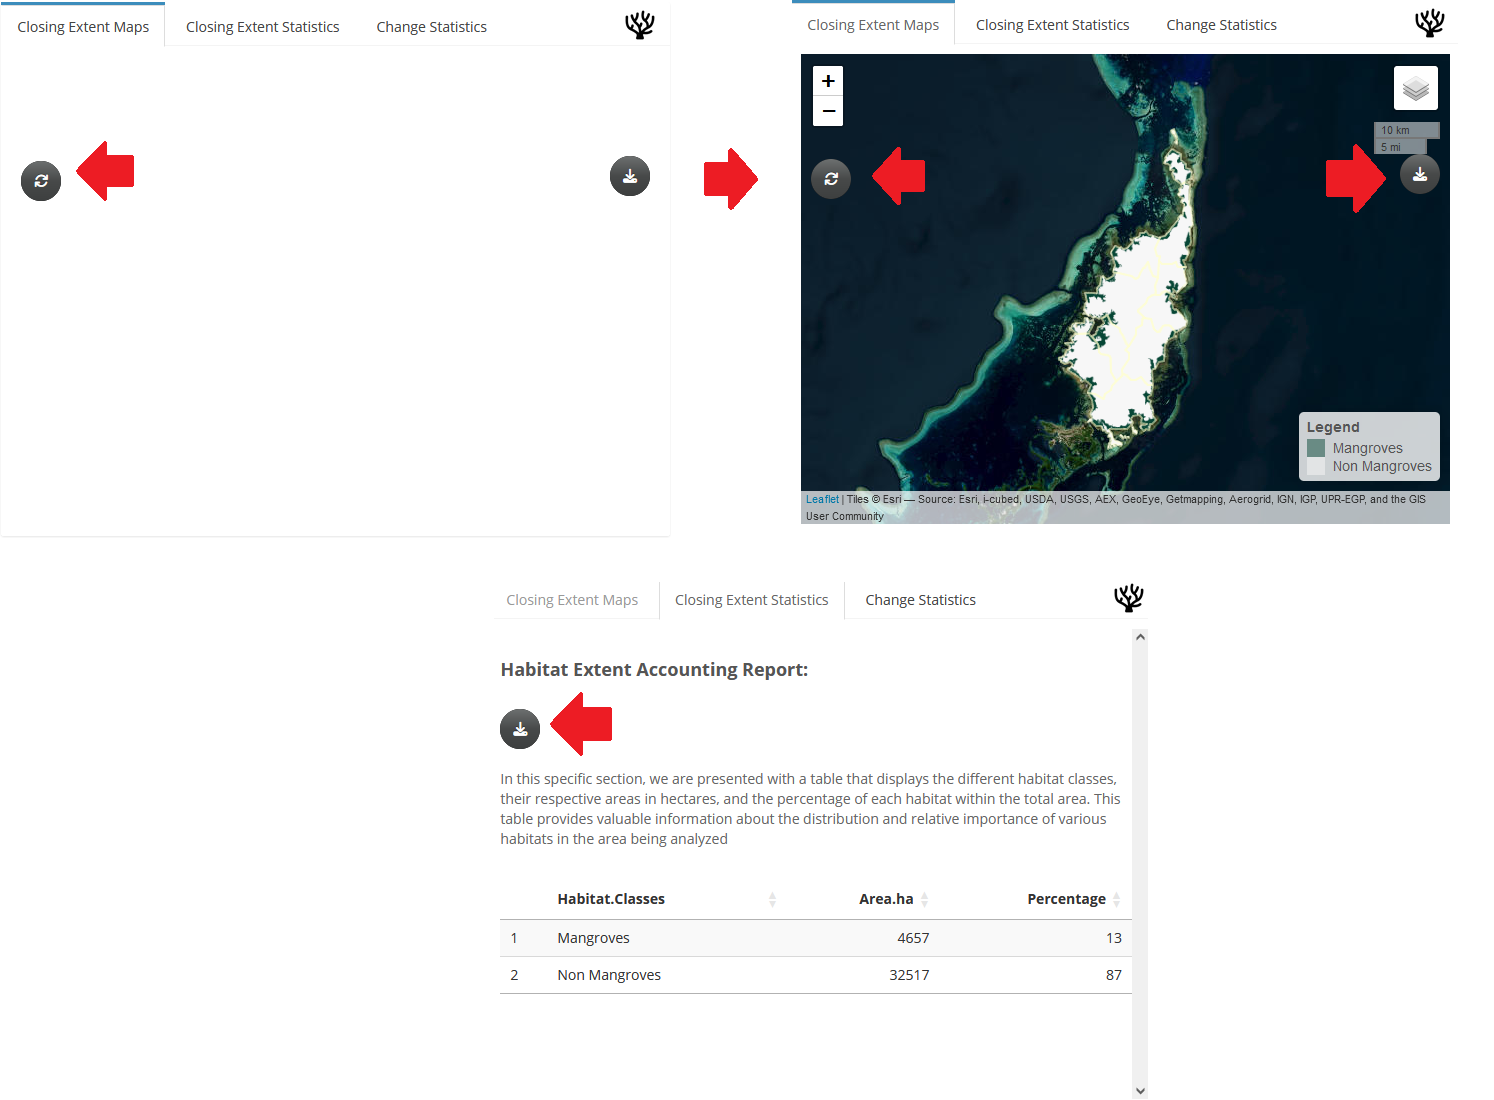 Closing Extent Maps
Closing Extent Statistics
Change Statistics
Closing Extent Maps
Closing Extent Statistics
Change Statistics
+
−
10 km
5 mi
Legend
Mangroves
Non Mangroves
Leaflet | Tiles © Esri — Source: Esri, i-cubed, USDA, USGS, AEX, GeoEye, Getmapping, Aerogrid, IGN, IGP, UPR-EGP, and the GIS
User Community
Closing Extent Maps
Closing Extent Statistics
Change Statistics
Habitat Extent Accounting Report:
In this specific section, we are presented with a table that displays the different habitat classes,
their respective areas in hectares, and the percentage of each habitat within the total area. This
table provides valuable information about the distribution and relative importance of various
habitats in the area being analyzed
Habitat.Classes Area.ha Percentage
1 Mangroves 4657 13
2 Non Mangroves 32517 87